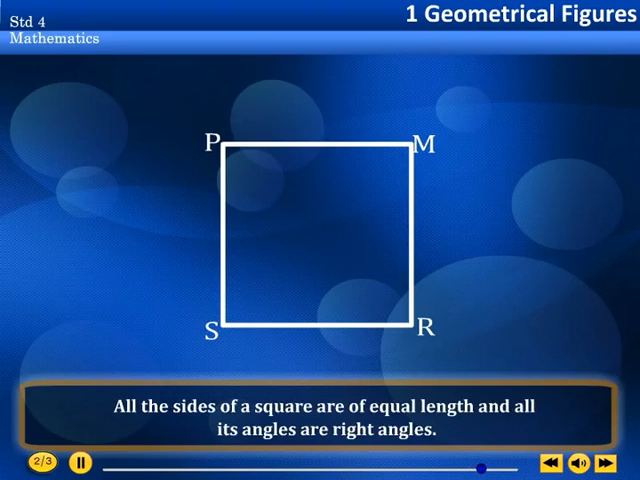 Std 4
Mathematics
1 Geometrical Figures
P
M
S
R
All the sides of a square are of equal length and all
its angles are right angles.
2/3